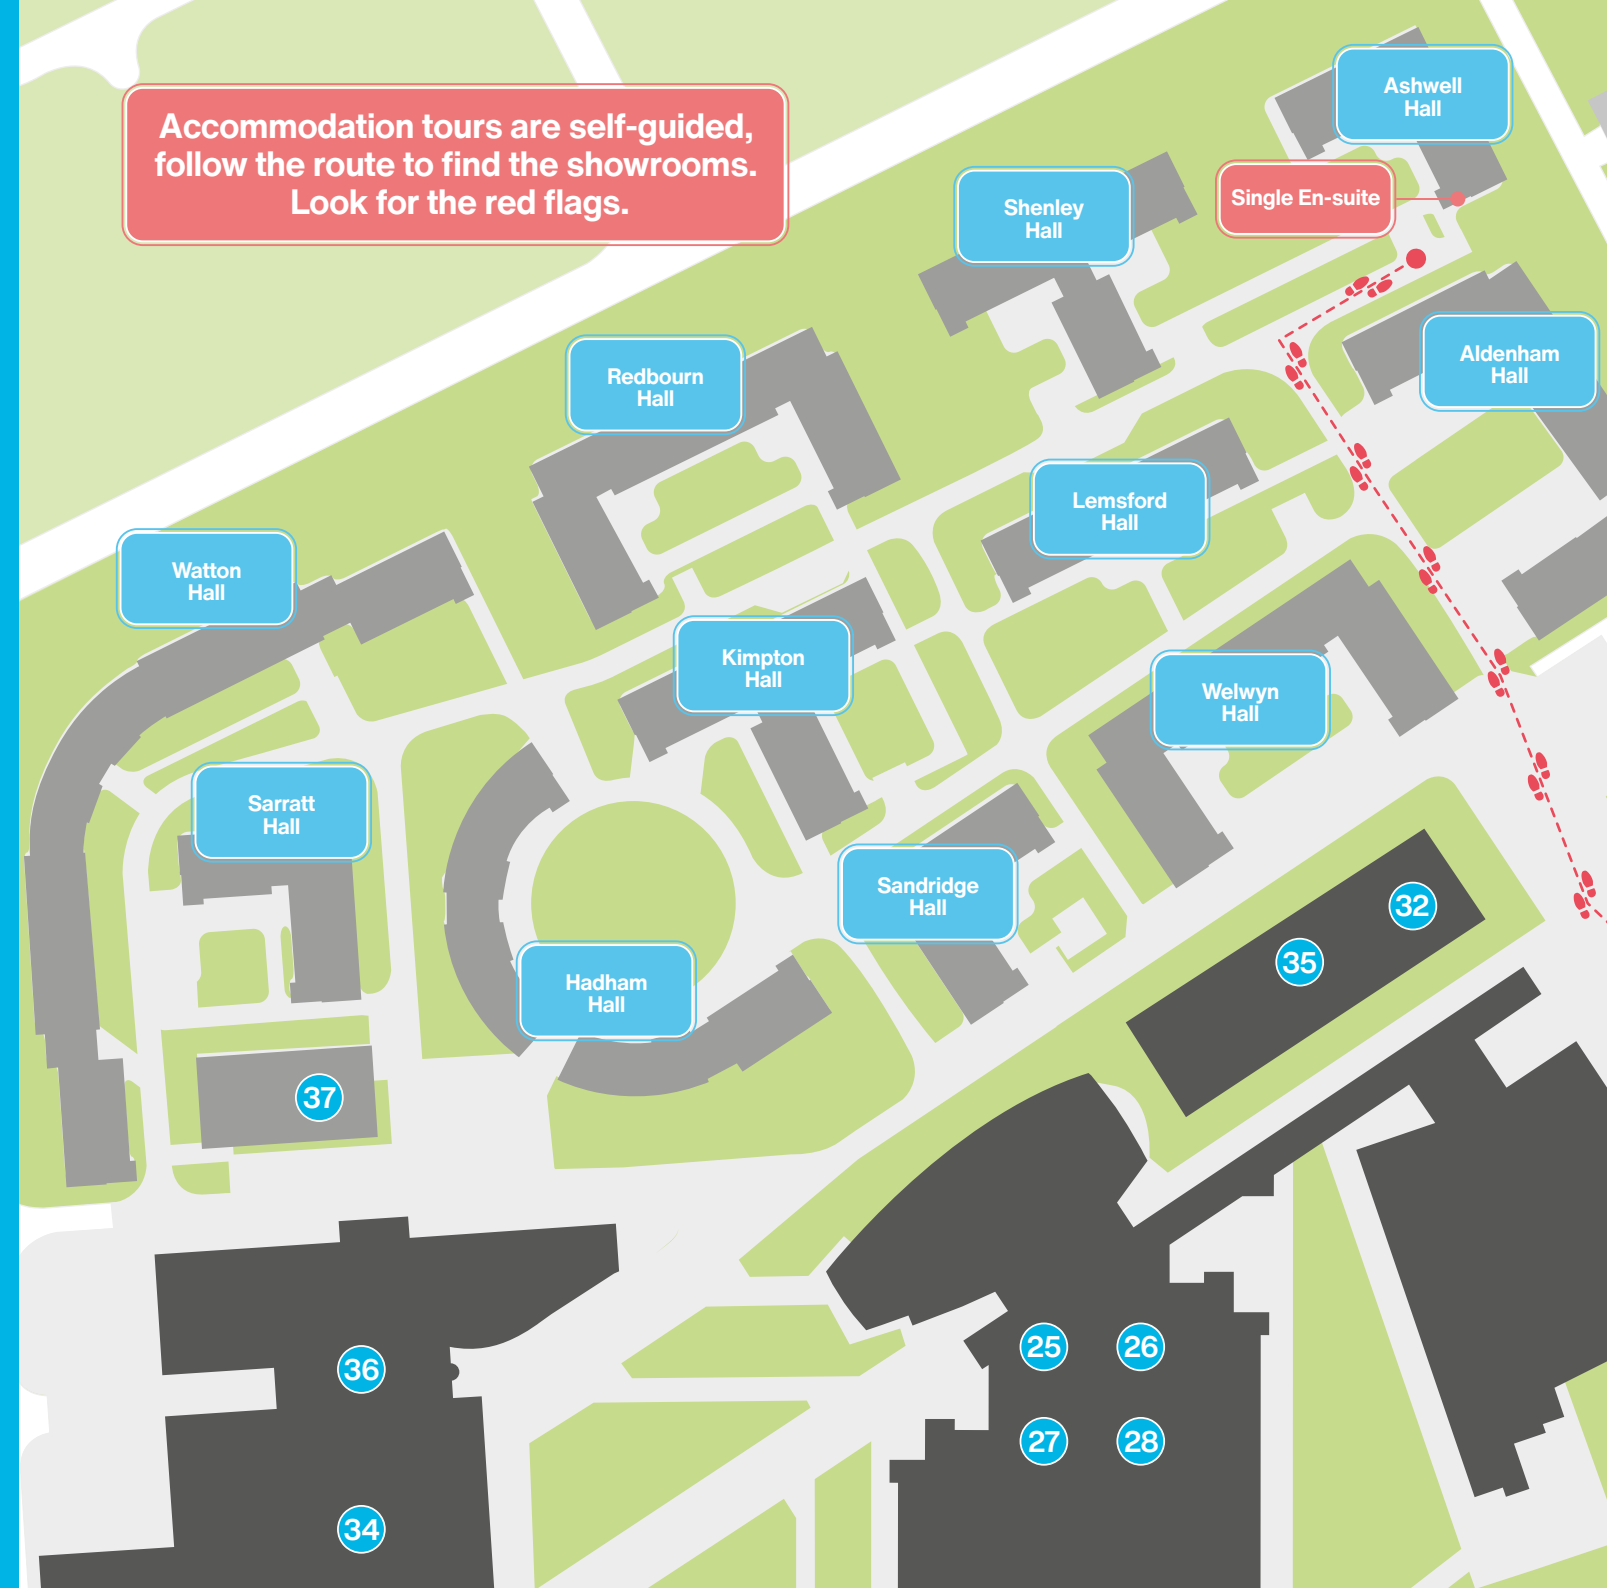 Accommodation tours are self-guided,
follow the route to find the showrooms.
Look for the red flags.
Ashwell
Hall
Single En-suite
Shenley
Hall
Aldenham
Hall
Redbourn
Hall
Lemsford
Hall
Watton
Hall
Kimpton
Hall
Welwyn
Hall
Sarratt
Hall
Sandridge
Hall
32
35
Hadham
Hall
37
25
26
36
27
28
34